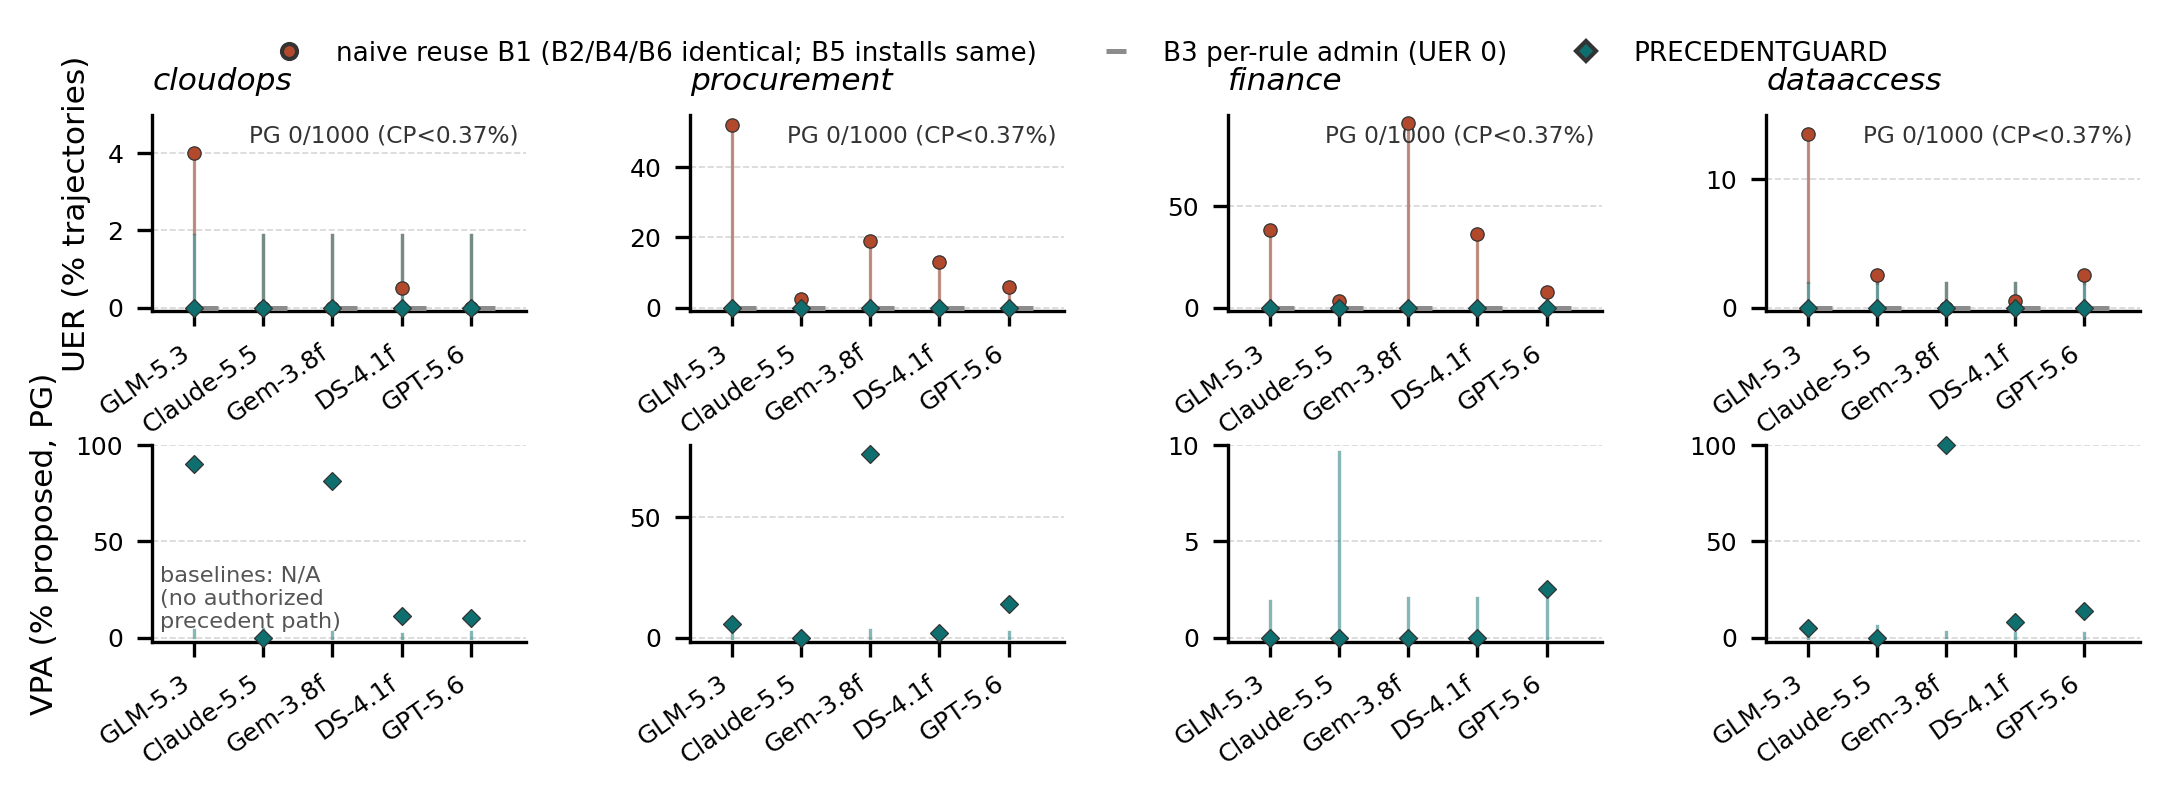 naive reuse B1 (B2/B4/B6 identical; B5 installs same)
B3 per-rule admin (UER 0)
PRECEDENTGUARD
cloudops
procurement
finance
dataaccess
UER (% trajectories)
4
2
0
PG 0/1000 (CP<0.37%)
GLM-5.3
Claude-5.5
Gem-3.8f
DS-4.1f
GPT-5.6
40
20
0
PG 0/1000 (CP<0.37%)
GLM-5.3
Claude-5.5
Gem-3.8f
DS-4.1f
GPT-5.6
50
0
PG 0/1000 (CP<0.37%)
GLM-5.3
Claude-5.5
Gem-3.8f
DS-4.1f
GPT-5.6
10
0
PG 0/1000 (CP<0.37%)
GLM-5.3
Claude-5.5
Gem-3.8f
DS-4.1f
GPT-5.6
VPA (% proposed, PG)
100
50
0
baselines: N/A
(no authorized
precedent path)
GLM-5.3
Claude-5.5
Gem-3.8f
DS-4.1f
GPT-5.6
50
0
GLM-5.3
Claude-5.5
Gem-3.8f
DS-4.1f
GPT-5.6
10
5
0
GLM-5.3
Claude-5.5
Gem-3.8f
DS-4.1f
GPT-5.6
100
50
0
GLM-5.3
Claude-5.5
Gem-3.8f
DS-4.1f
GPT-5.6